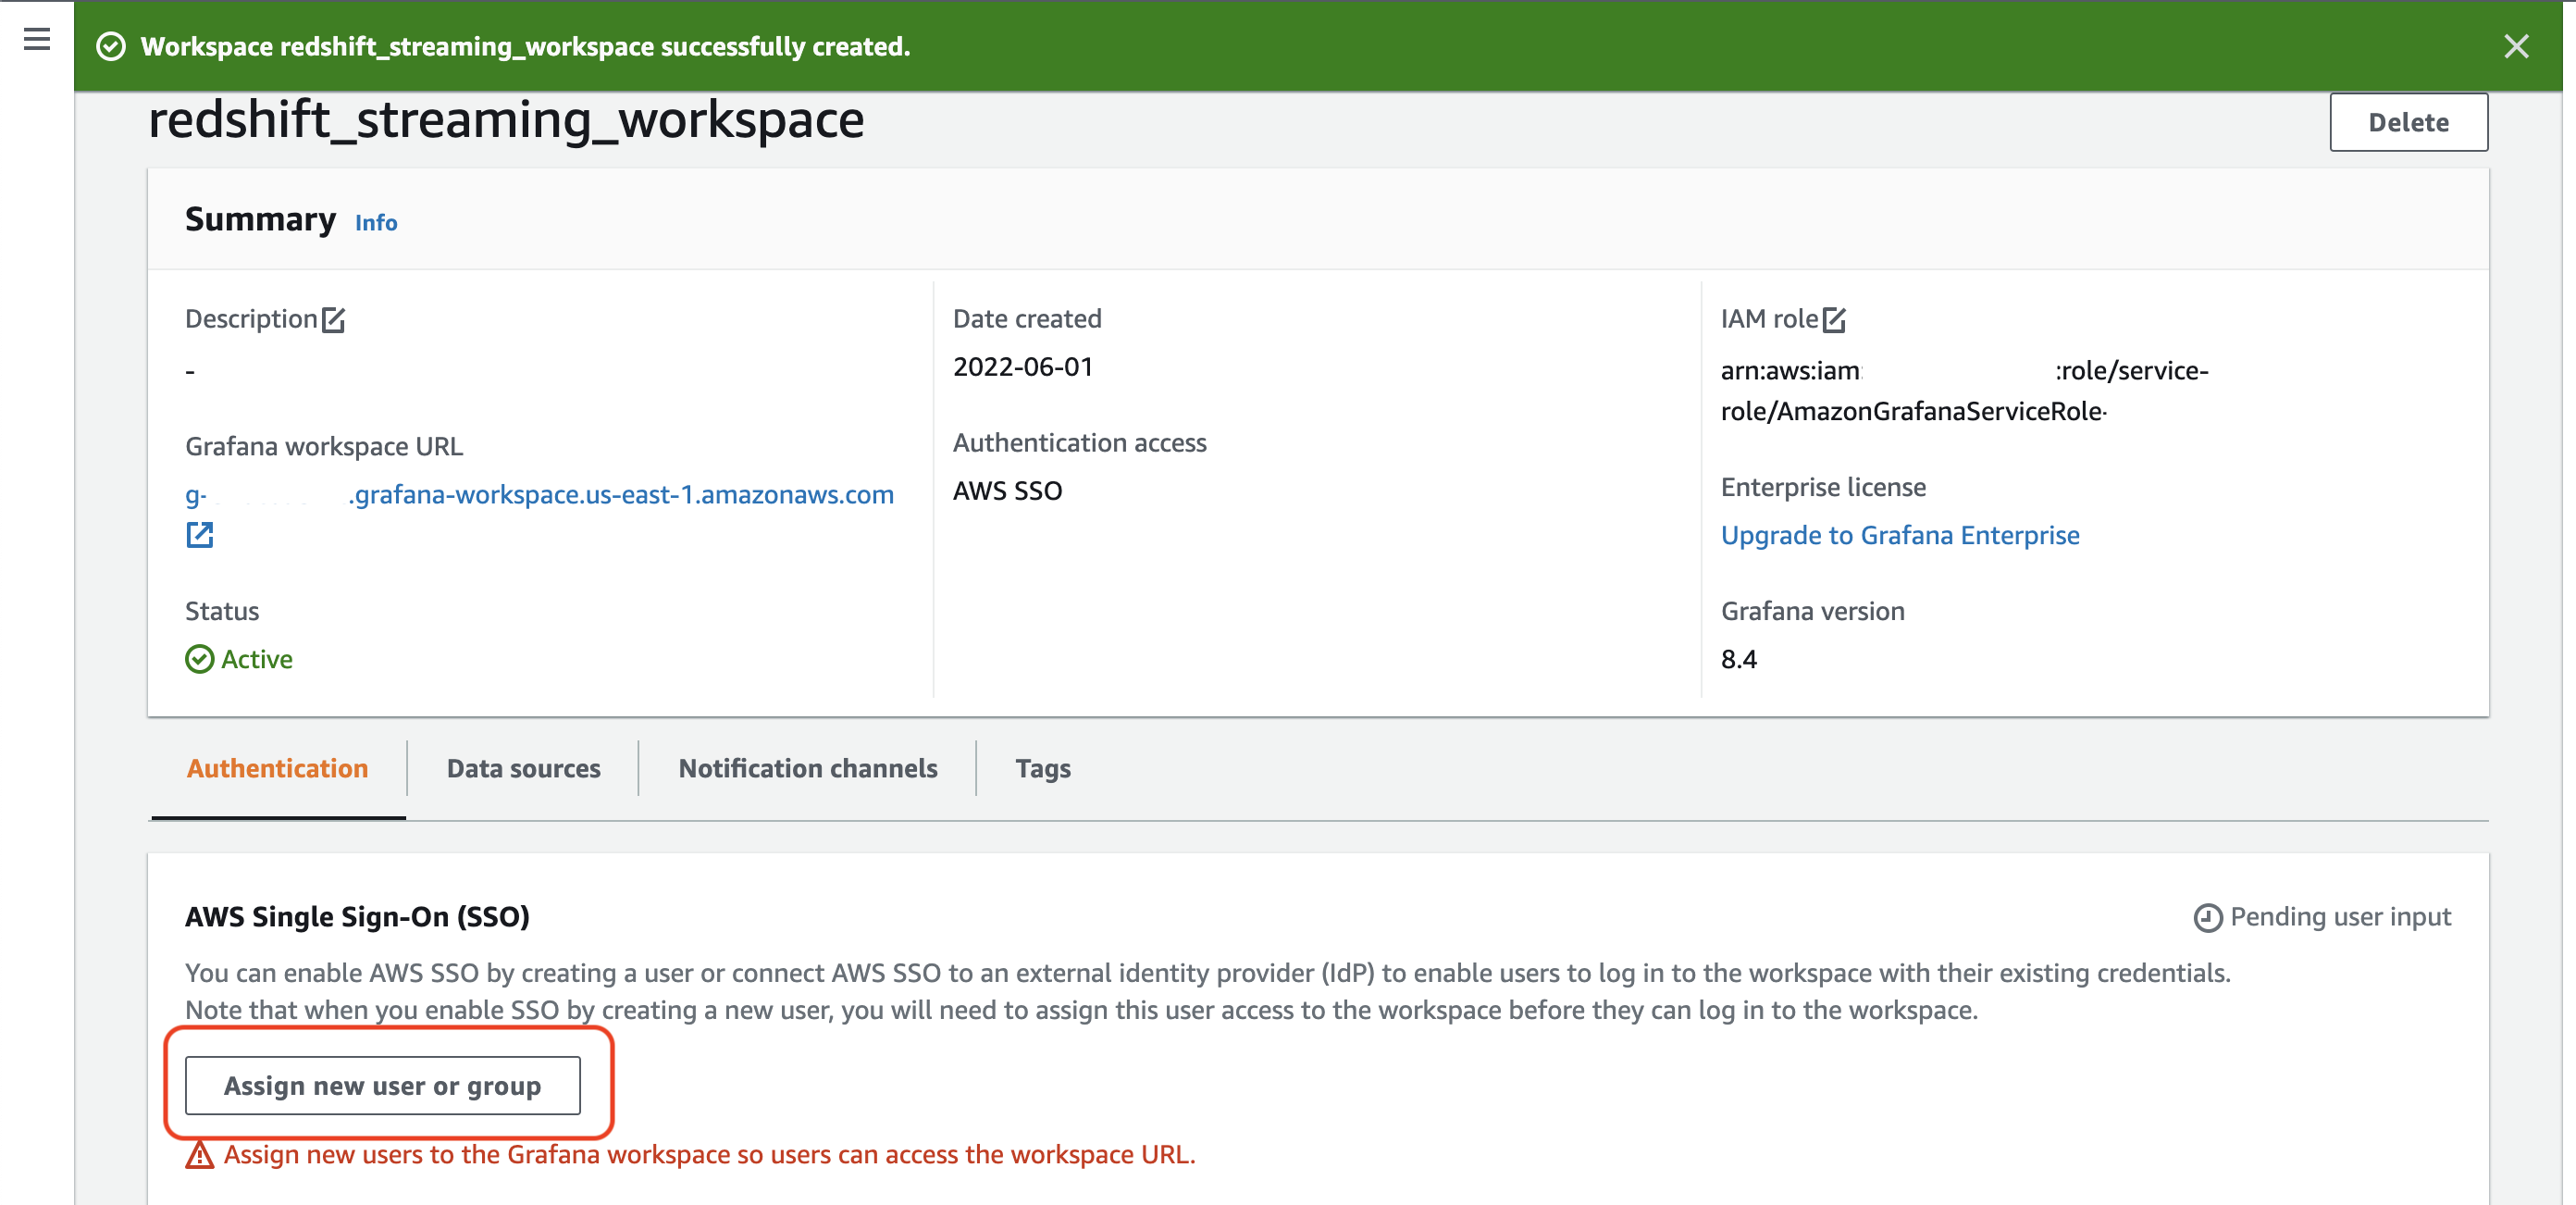 Workspace redshift_streaming_workspace successfully created.
redshift_streaming_workspace
Delete
Summary Info
Description
-
Grafana workspace URL
g- .grafana-workspace.us-east-1.amazonaws.com
Status
Active
Date created
2022-06-01
Authentication access
AWS SSO
IAM role
arn:aws:iam: :role/service-
role/AmazonGrafanaServiceRole-
Enterprise license
Upgrade to Grafana Enterprise
Grafana version
8.4
Authentication
Data sources
Notification channels
Tags
AWS Single Sign-On (SSO)
Pending user input
You can enable AWS SSO by creating a user or connect AWS SSO to an external identity provider (IdP) to enable users to log in to the workspace with their existing credentials.
Note that when you enable SSO by creating a new user, you will need to assign this user access to the workspace before they can log in to the workspace.
Assign new user or group
Assign new users to the Grafana workspace so users can access the workspace URL.